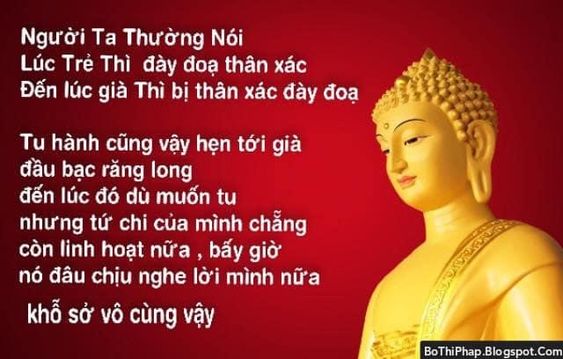 Người Ta Thường Nói
Lúc Trẻ Thì đày đoạ thân xác
Đến lúc già Thì bị thân xác đày đoạ
Tu hành cũng vậy hẹn tới già
đầu bạc răng long
đến lúc đó dù muốn tu
nhưng tứ chi của mình chẳng
còn linh hoạt nữa , bấy giờ
nó đâu chịu nghe lời mình nữa
khỗ sở vô cùng vậy
BoThiPhap.Blogspot.Com